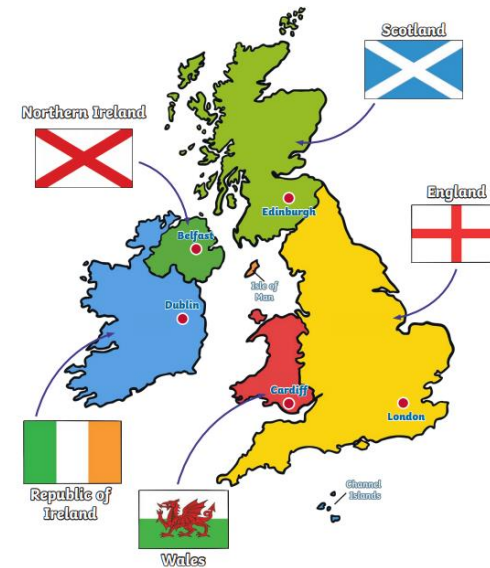 Scotland
Northern Ireland
England
Edinburgh
Belfast
Isle of
Man
Dublin
Cardiff
London
Republic of
Ireland
Channel
Islands
Wales